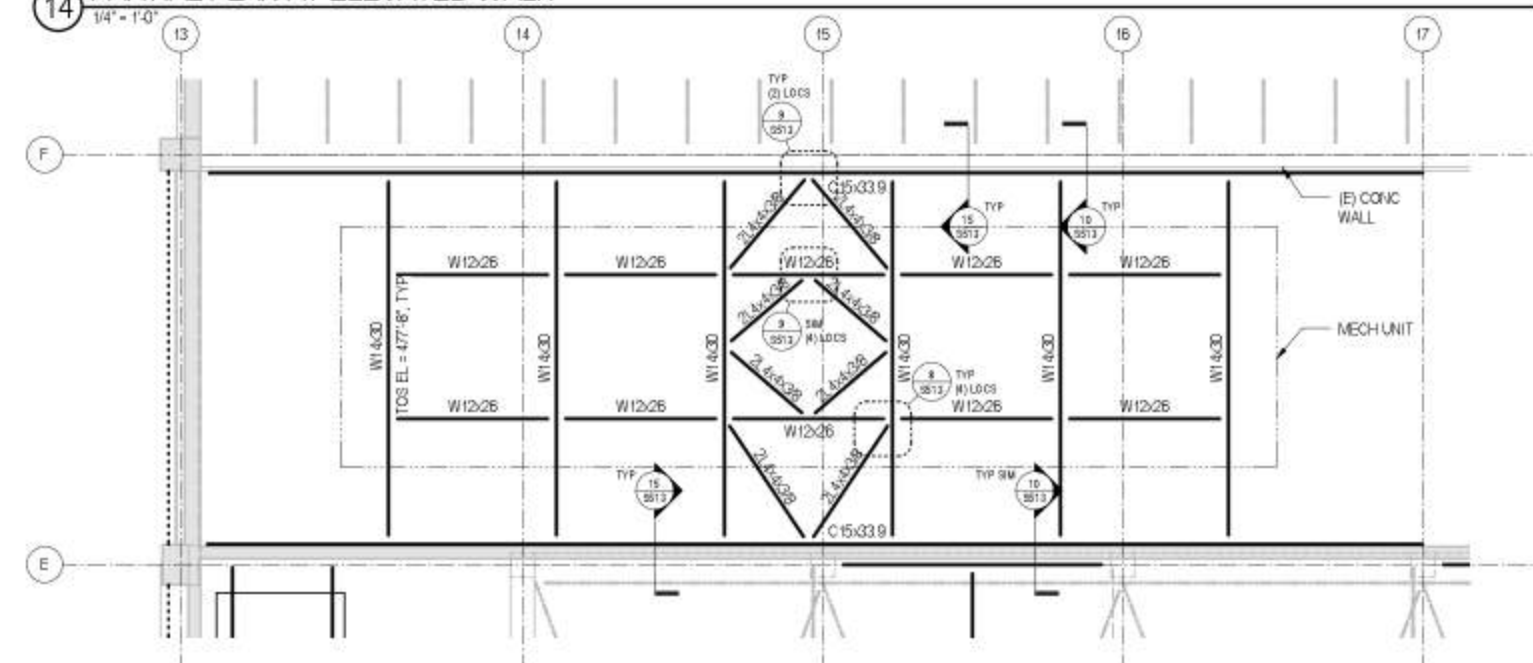 14
1/4" = 1'-0"
13
14
15
16
17
TYP
(2) LOCS
9
S513
F
C15x33.9
2L4x4x3/8
2L4x4x3/8
15
S513
TYP
10
S513
TYP
(E) CONC
WALL
W12x26
W12x26
W12x26
W12x26
W12x26
2L4x4x3/8
2L4x4x3/8
9
S513
SIM
(4) LOCS
MECH UNIT
W14x30
TOS EL = 477'-8", TYP
W14x30
W14x30
W14x30
W14x30
W14x30
2L4x4x3/8
2L4x4x3/8
8
S513
TYP
(4) LOCS
W12x26
W12x26
W12x26
W12x26
W12x26
2L4x4x3/8
2L4x4x3/8
TYP
15
S513
TYP SIM
10
S513
C15x33.9
E